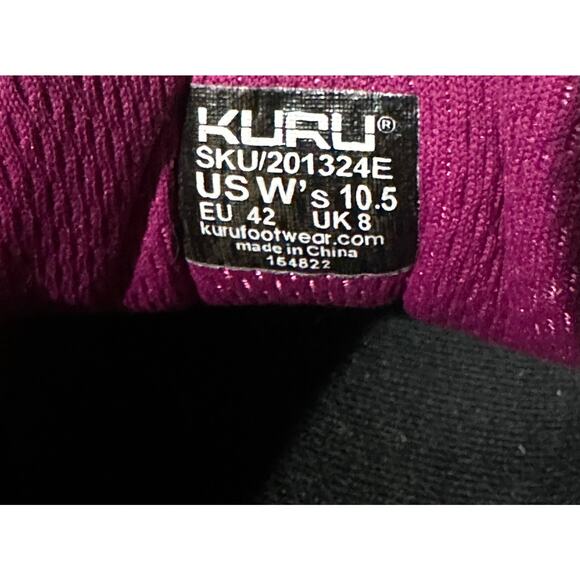 KURU®
SKU/201324E
US W's 10.5
EU 42 UK 8
kurufootwear.com
made in China
154822